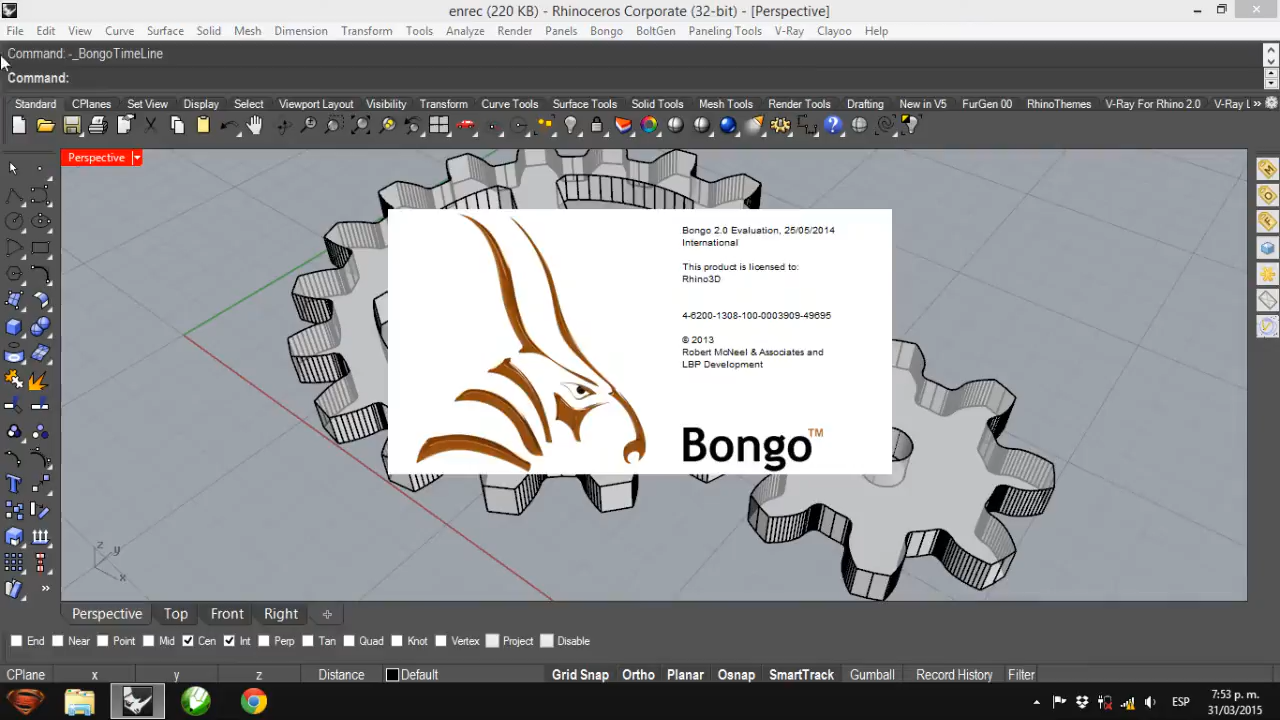 enrec (220 KB) - Rhinoceros Corporate (32-bit) - [Perspective]
File Edit View Curve Surface Solid Mesh Dimension Transform Tools Analyze Render Panels Bongo BoltGen Paneling Tools V-Ray Clayoo Help
Command: -_BongoTimeLine
Command:
Standard CPlanes Set View Display Select Viewport Layout Visibility Transform Curve Tools Surface Tools Solid Tools Mesh Tools Render Tools Drafting New in V5 FurGen 00 RhinoThemes V-Ray For Rhino 2.0 V-Ray L
Perspective
Bongo 2.0 Evaluation, 25/05/2014
International
This product is licensed to:
Rhino3D
4-6200-1308-100-0003909-49695
© 2013
Robert McNeel & Associates and
LBP Development
Bongo™
z
y
x
Perspective Top Front Right
End Near Point Mid Cen Int Perp Tan Quad Knot Vertex Project Disable
CPlane x y z Distance Default Grid Snap Ortho Planar Osnap SmartTrack Gumball Record History Filter
ESP
7:53 p. m.
31/03/2015